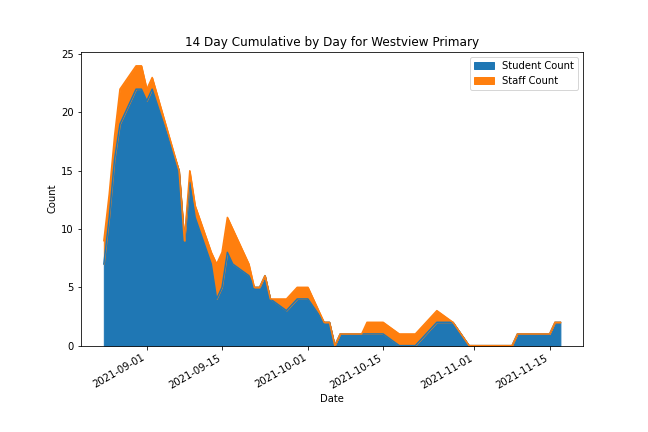 14 Day Cumulative by Day for Westview Primary
Student Count
Staff Count
25
20
15
10
5
0
Count
2021-09-01
2021-09-15
2021-10-01
2021-10-15
2021-11-01
2021-11-15
Date